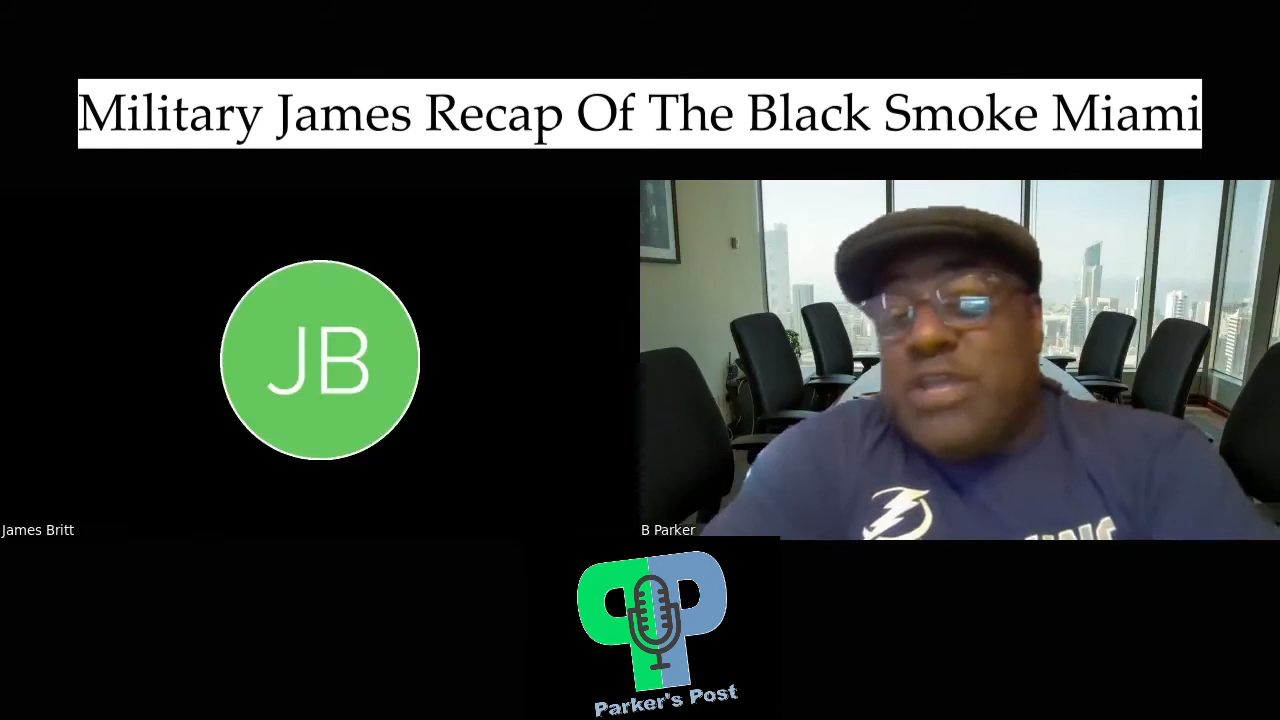 Military James Recap Of The Black Smoke Miami
JB
James Britt
B Parker
Parker's Post